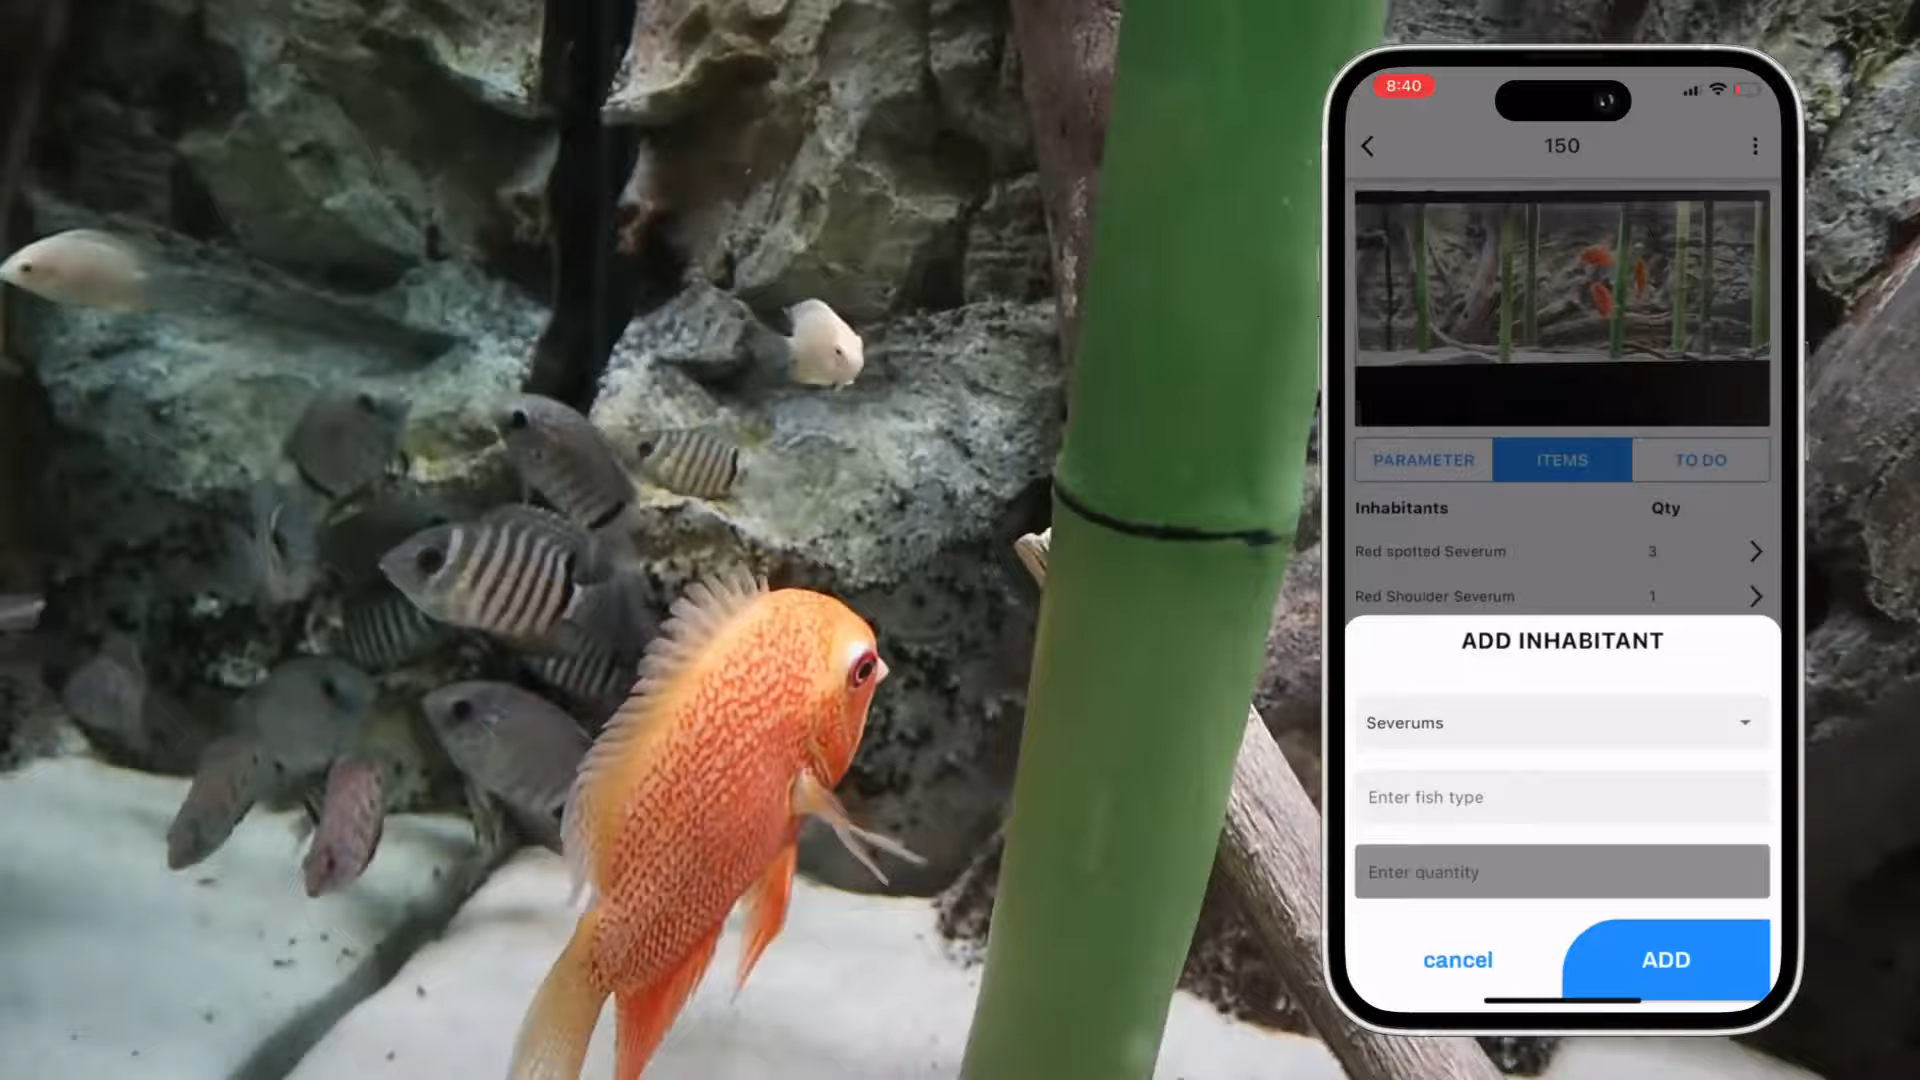 8:40
150
PARAMETER ITEMS TO DO
Inhabitants Qty
Red spotted Severum 3
Red Shoulder Severum 1
ADD INHABITANT
Severums
Enter fish type
Enter quantity
cancel ADD